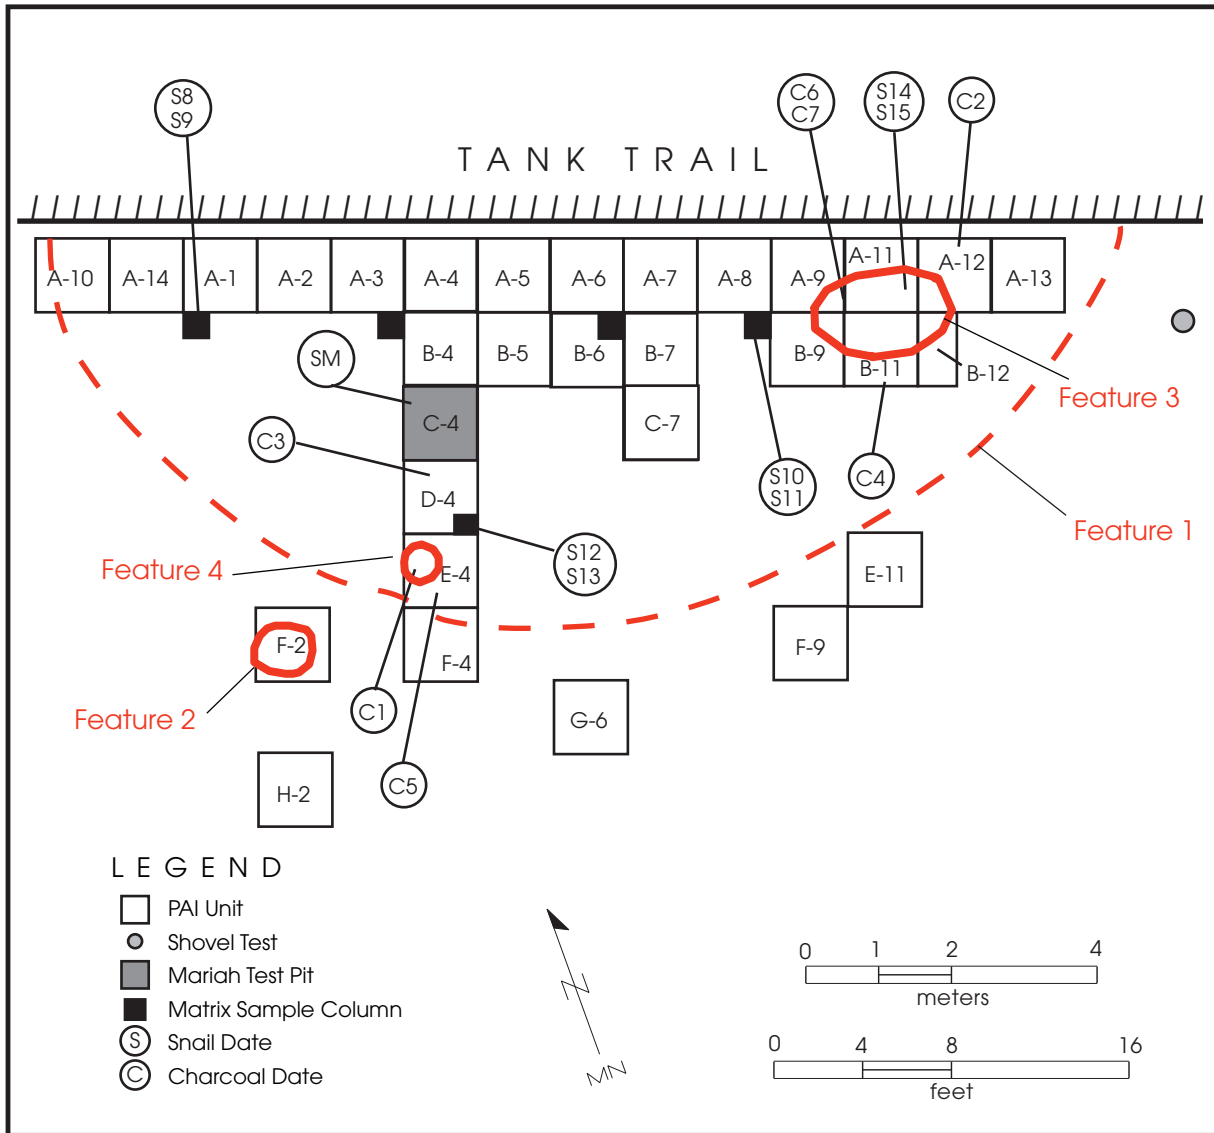 S8
S9
C6
C7
S14
S15
C2
TANK TRAIL
A-10
A-14
A-1
A-2
A-3
A-4
A-5
A-6
A-7
A-8
A-9
A-11
A-12
A-13
SM
B-4
B-5
B-6
B-7
B-9
B-11
B-12
Feature 3
C-4
C-7
C3
D-4
S10
S11
C4
Feature 1
Feature 4
E-4
S12
S13
E-11
F-2
F-4
F-9
Feature 2
C1
G-6
C5
H-2
LEGEND
PAI Unit
Shovel Test
Mariah Test Pit
Matrix Sample Column
S Snail Date
C Charcoal Date
N
MN
0 1 2 4
meters
0 4 8 16
feet